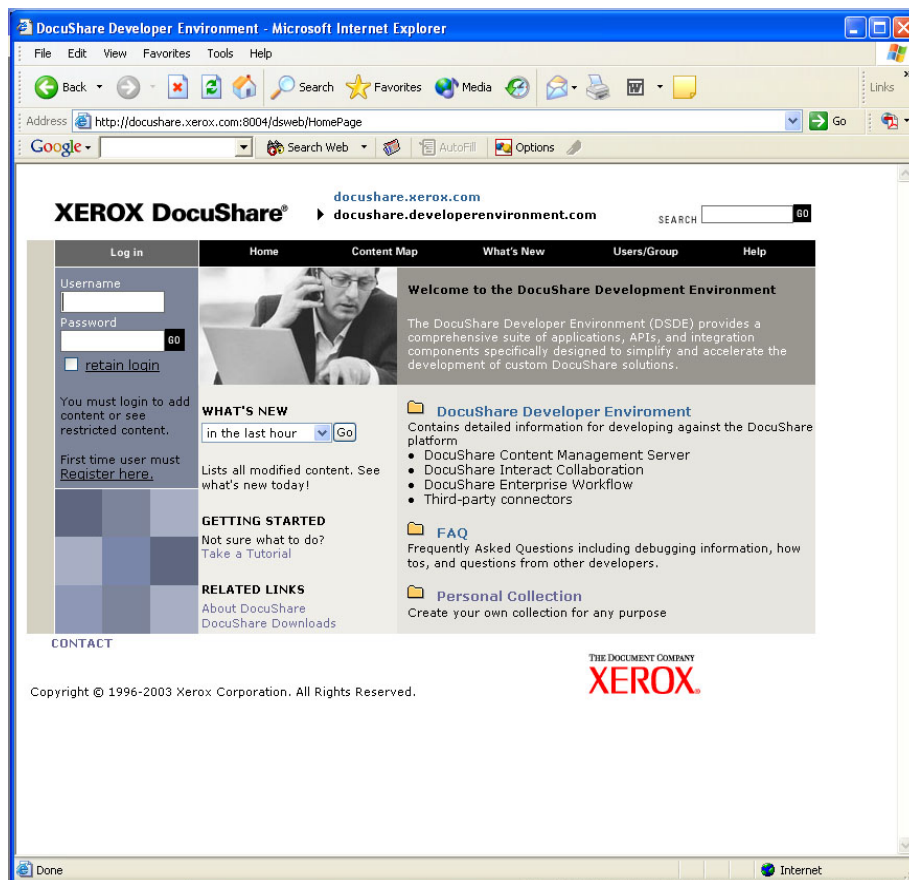 DocuShare Developer Environment - Microsoft Internet Explorer
File Edit View Favorites Tools Help
Back Search Favorites Media Links
Address http://docushare.xerox.com:8004/dsweb/HomePage Go
Google Search Web AutoFill Options
docushare.xerox.com
XEROX DocuShare® docushare.developerenvironment.com SEARCH GO
Log in Home Content Map What's New Users/Group Help
Username
Password
GO
retain login
You must login to add
content or see
restricted content.
First time user must
Register here.
Welcome to the DocuShare Development Environment
The DocuShare Developer Environment (DSDE) provides a
comprehensive suite of applications, APIs, and integration
components specifically designed to simplify and accelerate the
development of custom DocuShare solutions.
WHAT'S NEW
in the last hour Go
Lists all modified content. See
what's new today!
GETTING STARTED
Not sure what to do?
Take a Tutorial
RELATED LINKS
About DocuShare
DocuShare Downloads
DocuShare Developer Enviroment
Contains detailed information for developing against the DocuShare
platform
• DocuShare Content Management Server
• DocuShare Interact Collaboration
• DocuShare Enterprise Workflow
• Third-party connectors
FAQ
Frequently Asked Questions including debugging information, how
tos, and questions from other developers.
Personal Collection
Create your own collection for any purpose
CONTACT
THE DOCUMENT COMPANY
XEROX®
Copyright © 1996-2003 Xerox Corporation. All Rights Reserved.
Done Internet